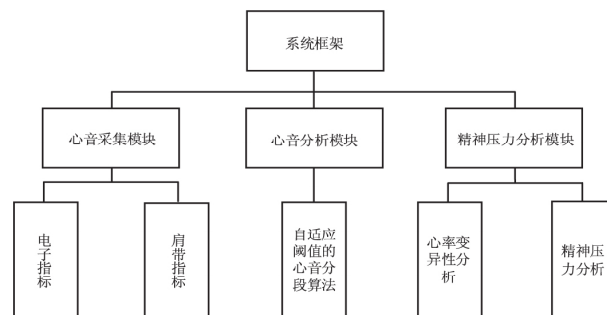 系统框架
心音采集模块
心音分析模块
精神压力分析模块
电子指标
肩带指标
自适应
阈值的
心音分
段算法
心率变
异性分
析
精神压
力分析